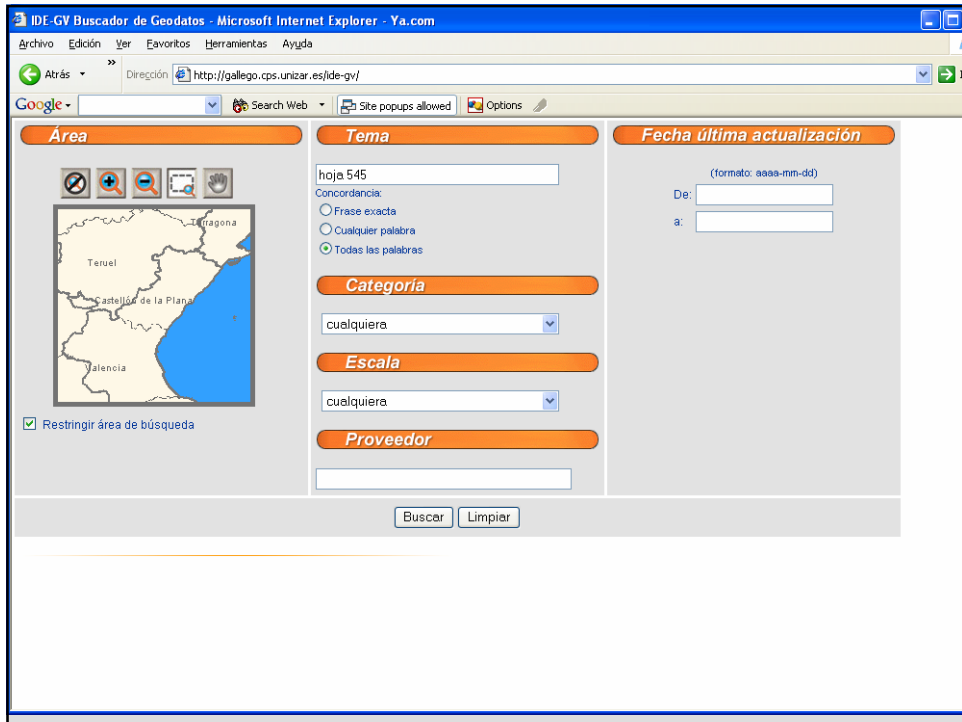 IDE-GV Buscador de Geodatos - Microsoft Internet Explorer - Ya.com
Archivo Edición Ver Favoritos Herramientas Ayuda
Atrás » Dirección http://gallego.cps.unizar.es/ide-gv/
Google Search Web Site popups allowed Options
Área
Tarragona
Teruel
Castellón de la Plana
Valencia
Restringir área de búsqueda
Tema
hoja 545
Concordancia:
Frase exacta
Cualquier palabra
Todas las palabras
Categoría
cualquiera
Escala
cualquiera
Proveedor
Fecha última actualización
(formato: aaaa-mm-dd)
De:
a:
Buscar Limpiar